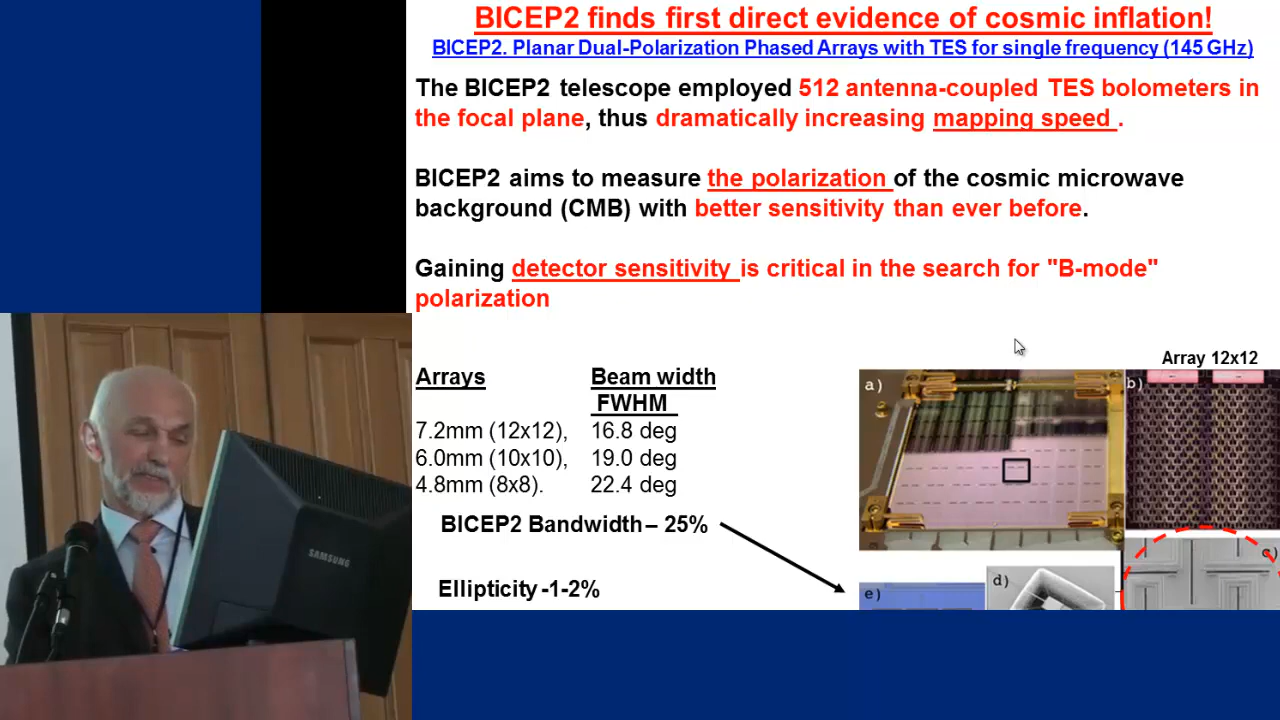 BICEP2 finds first direct evidence of cosmic inflation!
BICEP2. Planar Dual-Polarization Phased Arrays with TES for single frequency (145 GHz)
The BICEP2 telescope employed 512 antenna-coupled TES bolometers in
the focal plane, thus dramatically increasing mapping speed .
BICEP2 aims to measure the polarization of the cosmic microwave
background (CMB) with better sensitivity than ever before.
Gaining detector sensitivity is critical in the search for "B-mode"
polarization
Array 12x12
Arrays Beam width
FWHM
7.2mm (12x12), 16.8 deg
6.0mm (10x10), 19.0 deg
4.8mm (8x8). 22.4 deg
BICEP2 Bandwidth – 25%
Ellipticity -1-2%
a)
b)
c)
d)
e)
SAMSUNG